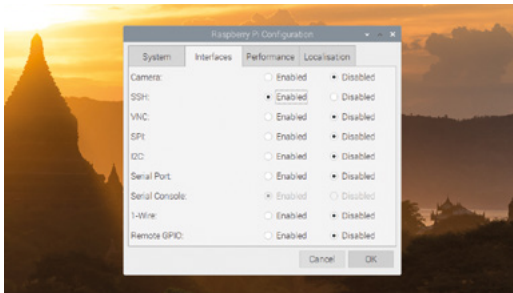 Raspberry Pi Configuration
System Interfaces Performance Localisation
Camera: Enabled Disabled
SSH: Enabled Disabled
VNC: Enabled Disabled
SPI: Enabled Disabled
I2C: Enabled Disabled
Serial Port: Enabled Disabled
Serial Console: Enabled Disabled
1-Wire: Enabled Disabled
Remote GPIO: Enabled Disabled
Cancel OK